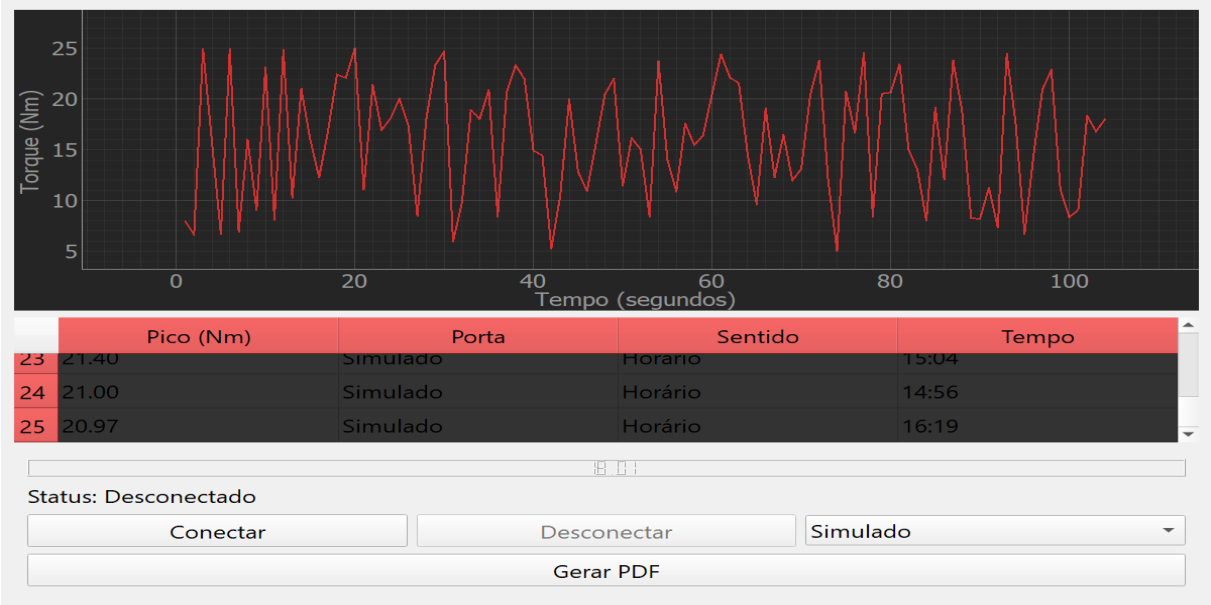 25
20
15
10
5
Torque (Nm)
0 20 40 60 80 100
Tempo (segundos)
Pico (Nm) Porta Sentido Tempo
23 21.40 Simulado Horário 15:04
24 21.00 Simulado Horário 14:56
25 20.97 Simulado Horário 16:19
18.01
Status: Desconectado
Conectar Desconectar Simulado
Gerar PDF